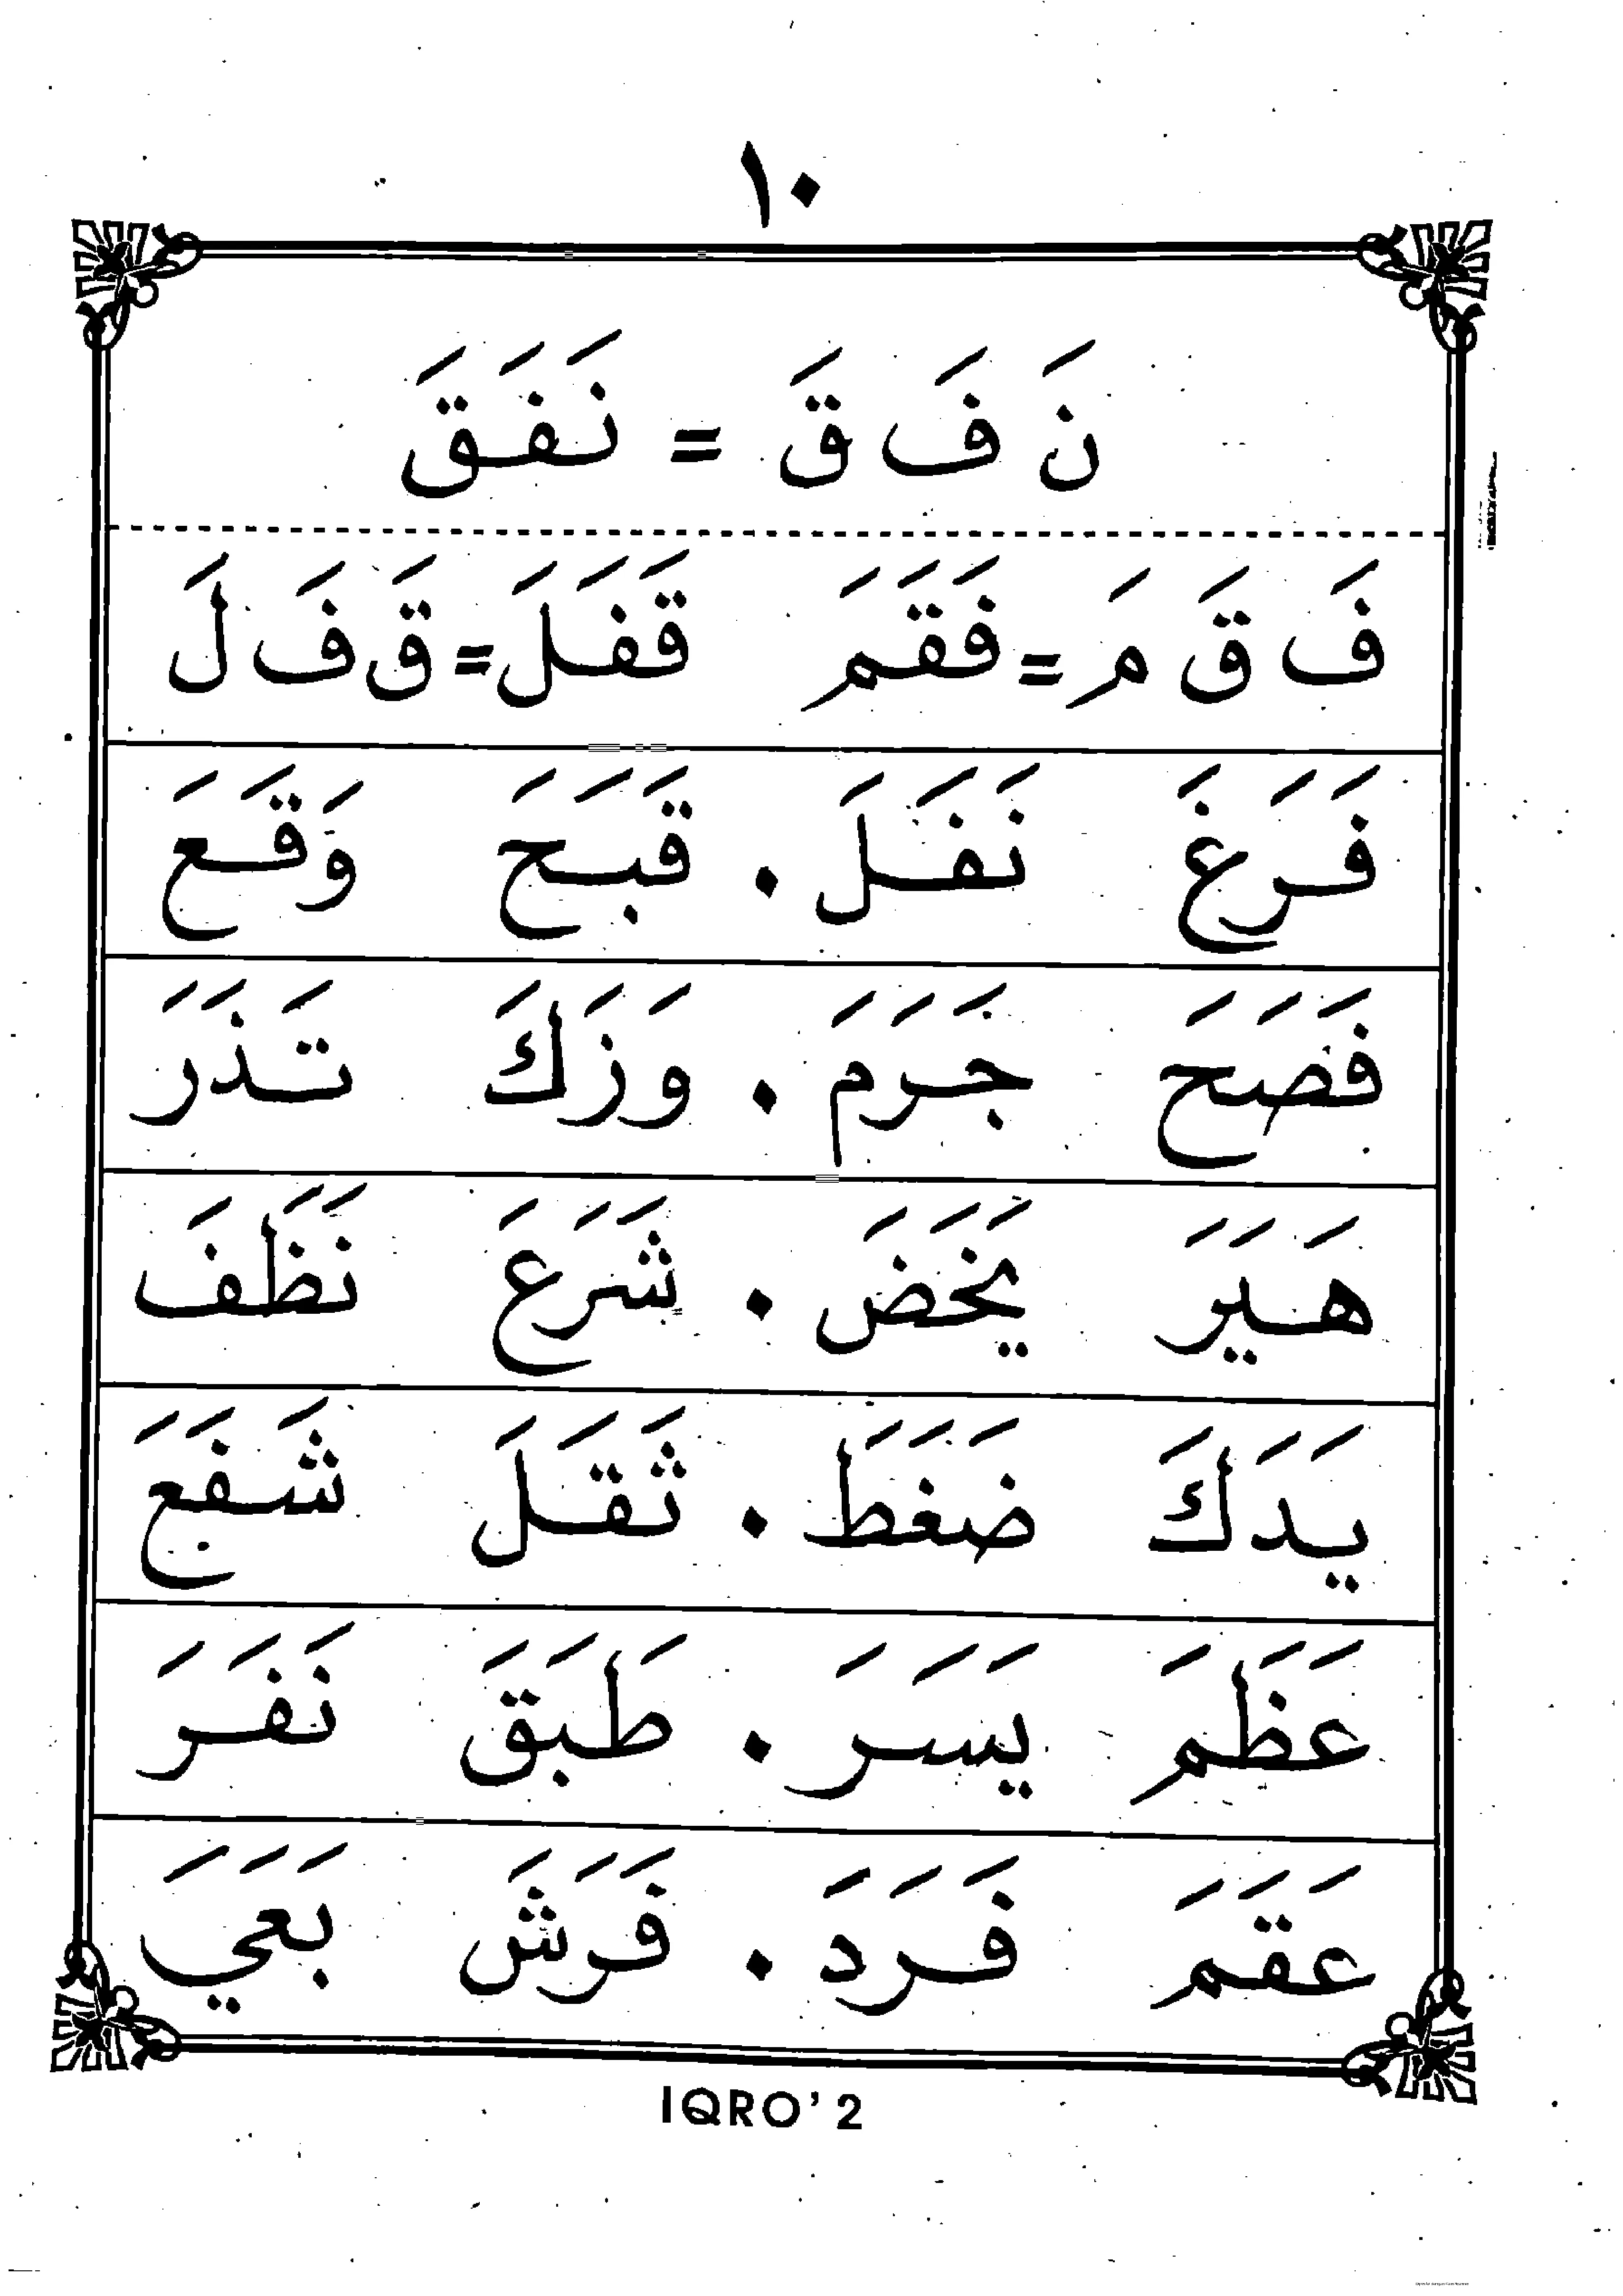 ١٠
نَ فَ قَ = نَفَقَ
فَ قَ مَ = فَقَمَ قَفَلَ = قَ فَ لَ
فَرَغَ نَفَلَ . قَبَحَ وَقَعَ
فَصَحَ جَرَمَ . وَزَكَ تَذَرَ
هَيَرَ يَخَضَ . شَرَعَ نَظَفَ
يَدَكَ ضَغَطَ . ثَقَلَ شَفَعَ
عَظَمَ يَسَرَ . طَبَقَ نَفَرَ
عَقَمَ فَرَدَ . فَرَشَ بَعَيَ
IQRO' 2